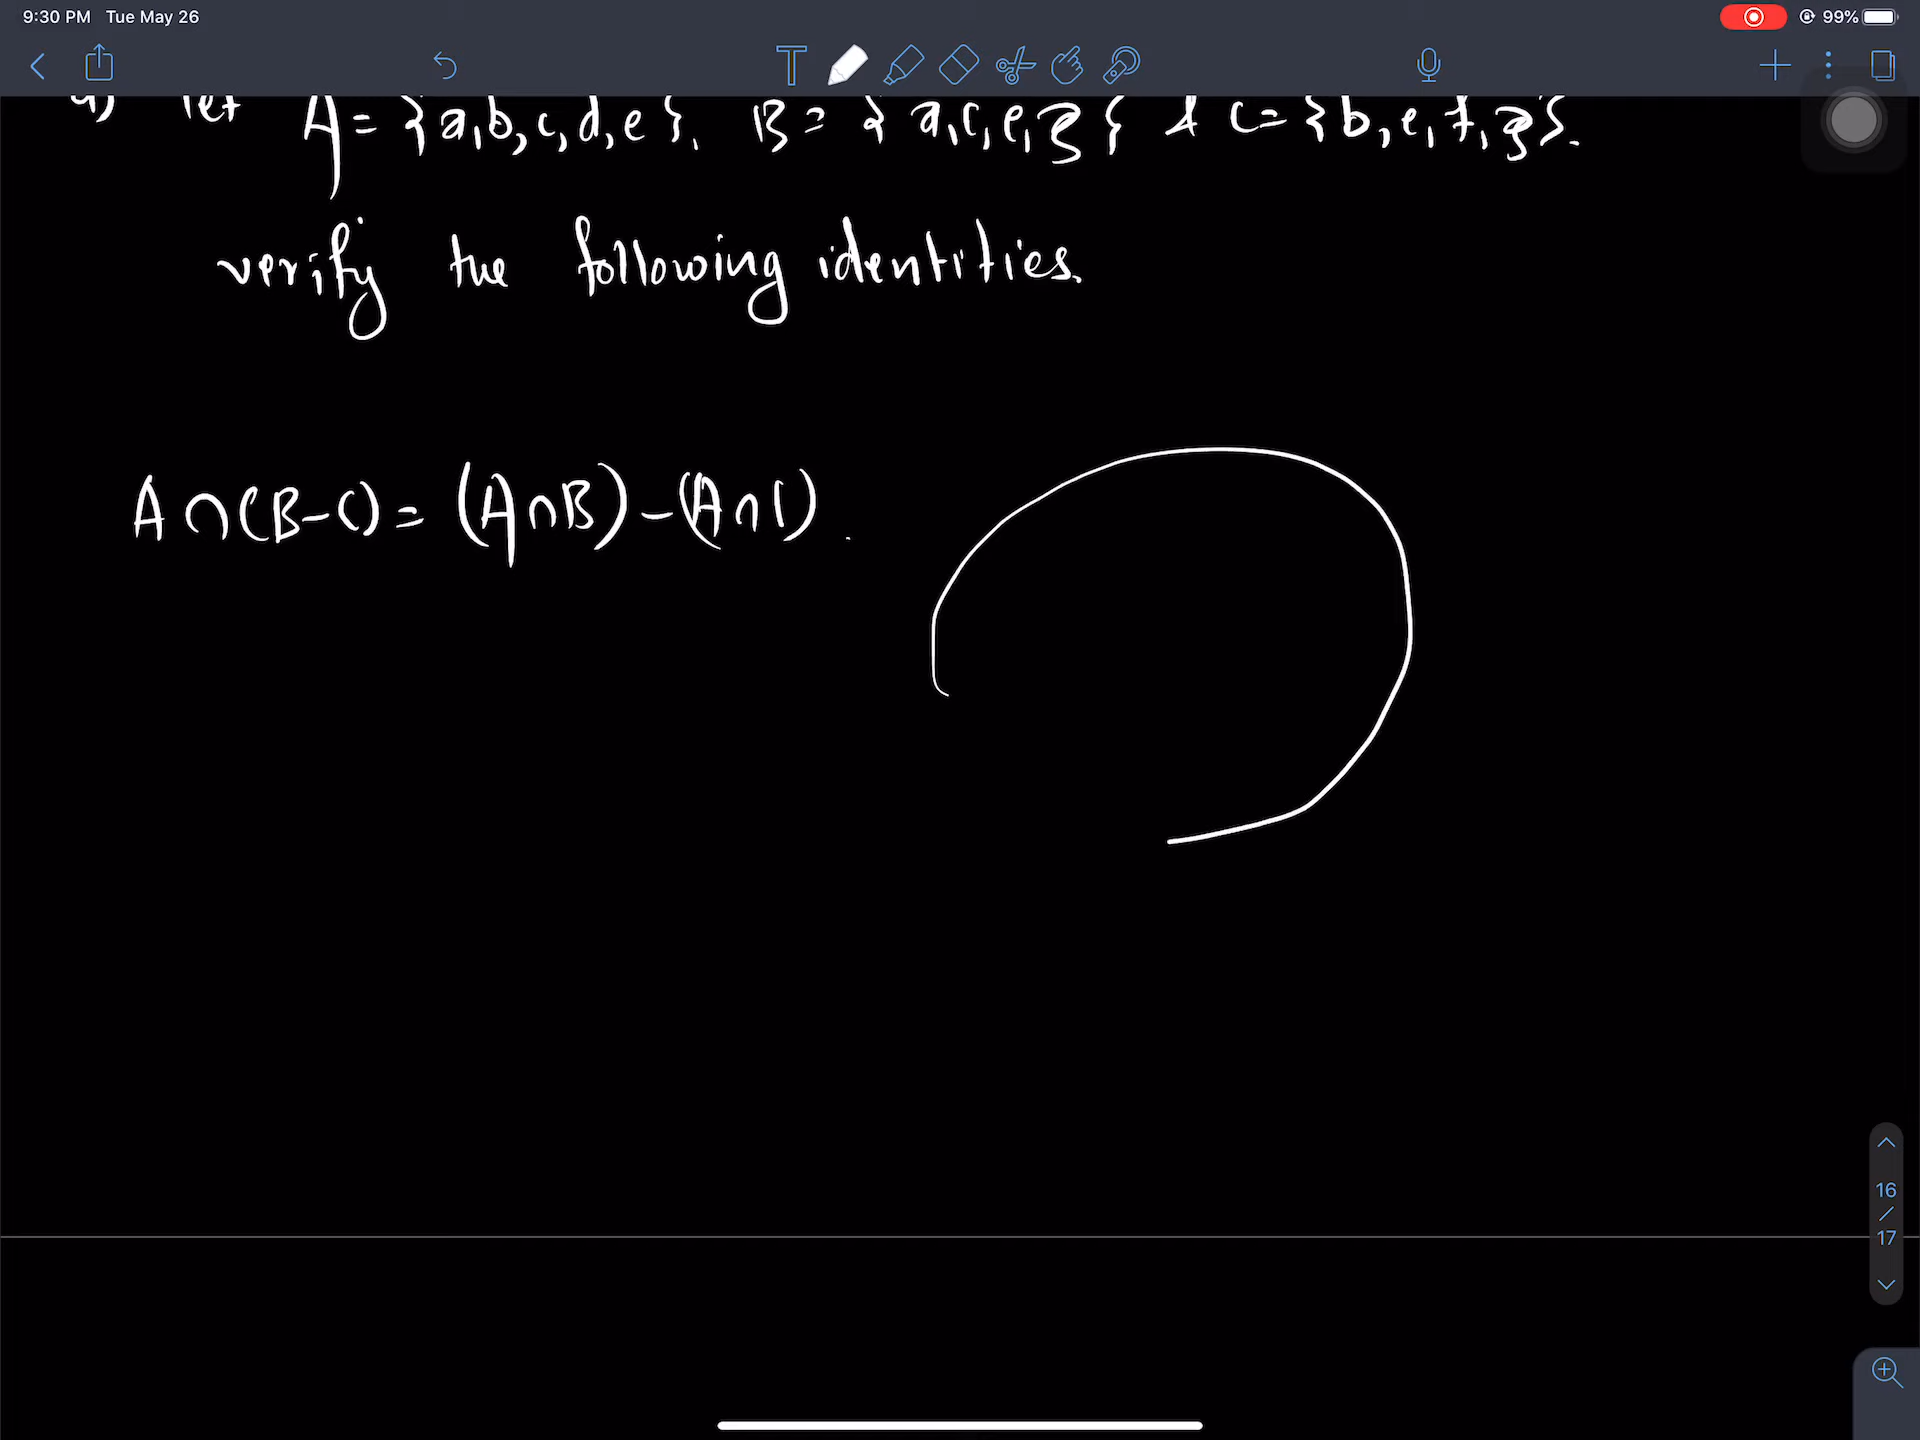 9:30 PM Tue May 26
99%
let A = {a,b,c,d,e}. B = {a,c,e,g} & C = {b,e,f,g}.
verify the following identities.
A∩(B-C) = (A∩B)-(A∩C).
16
/
17